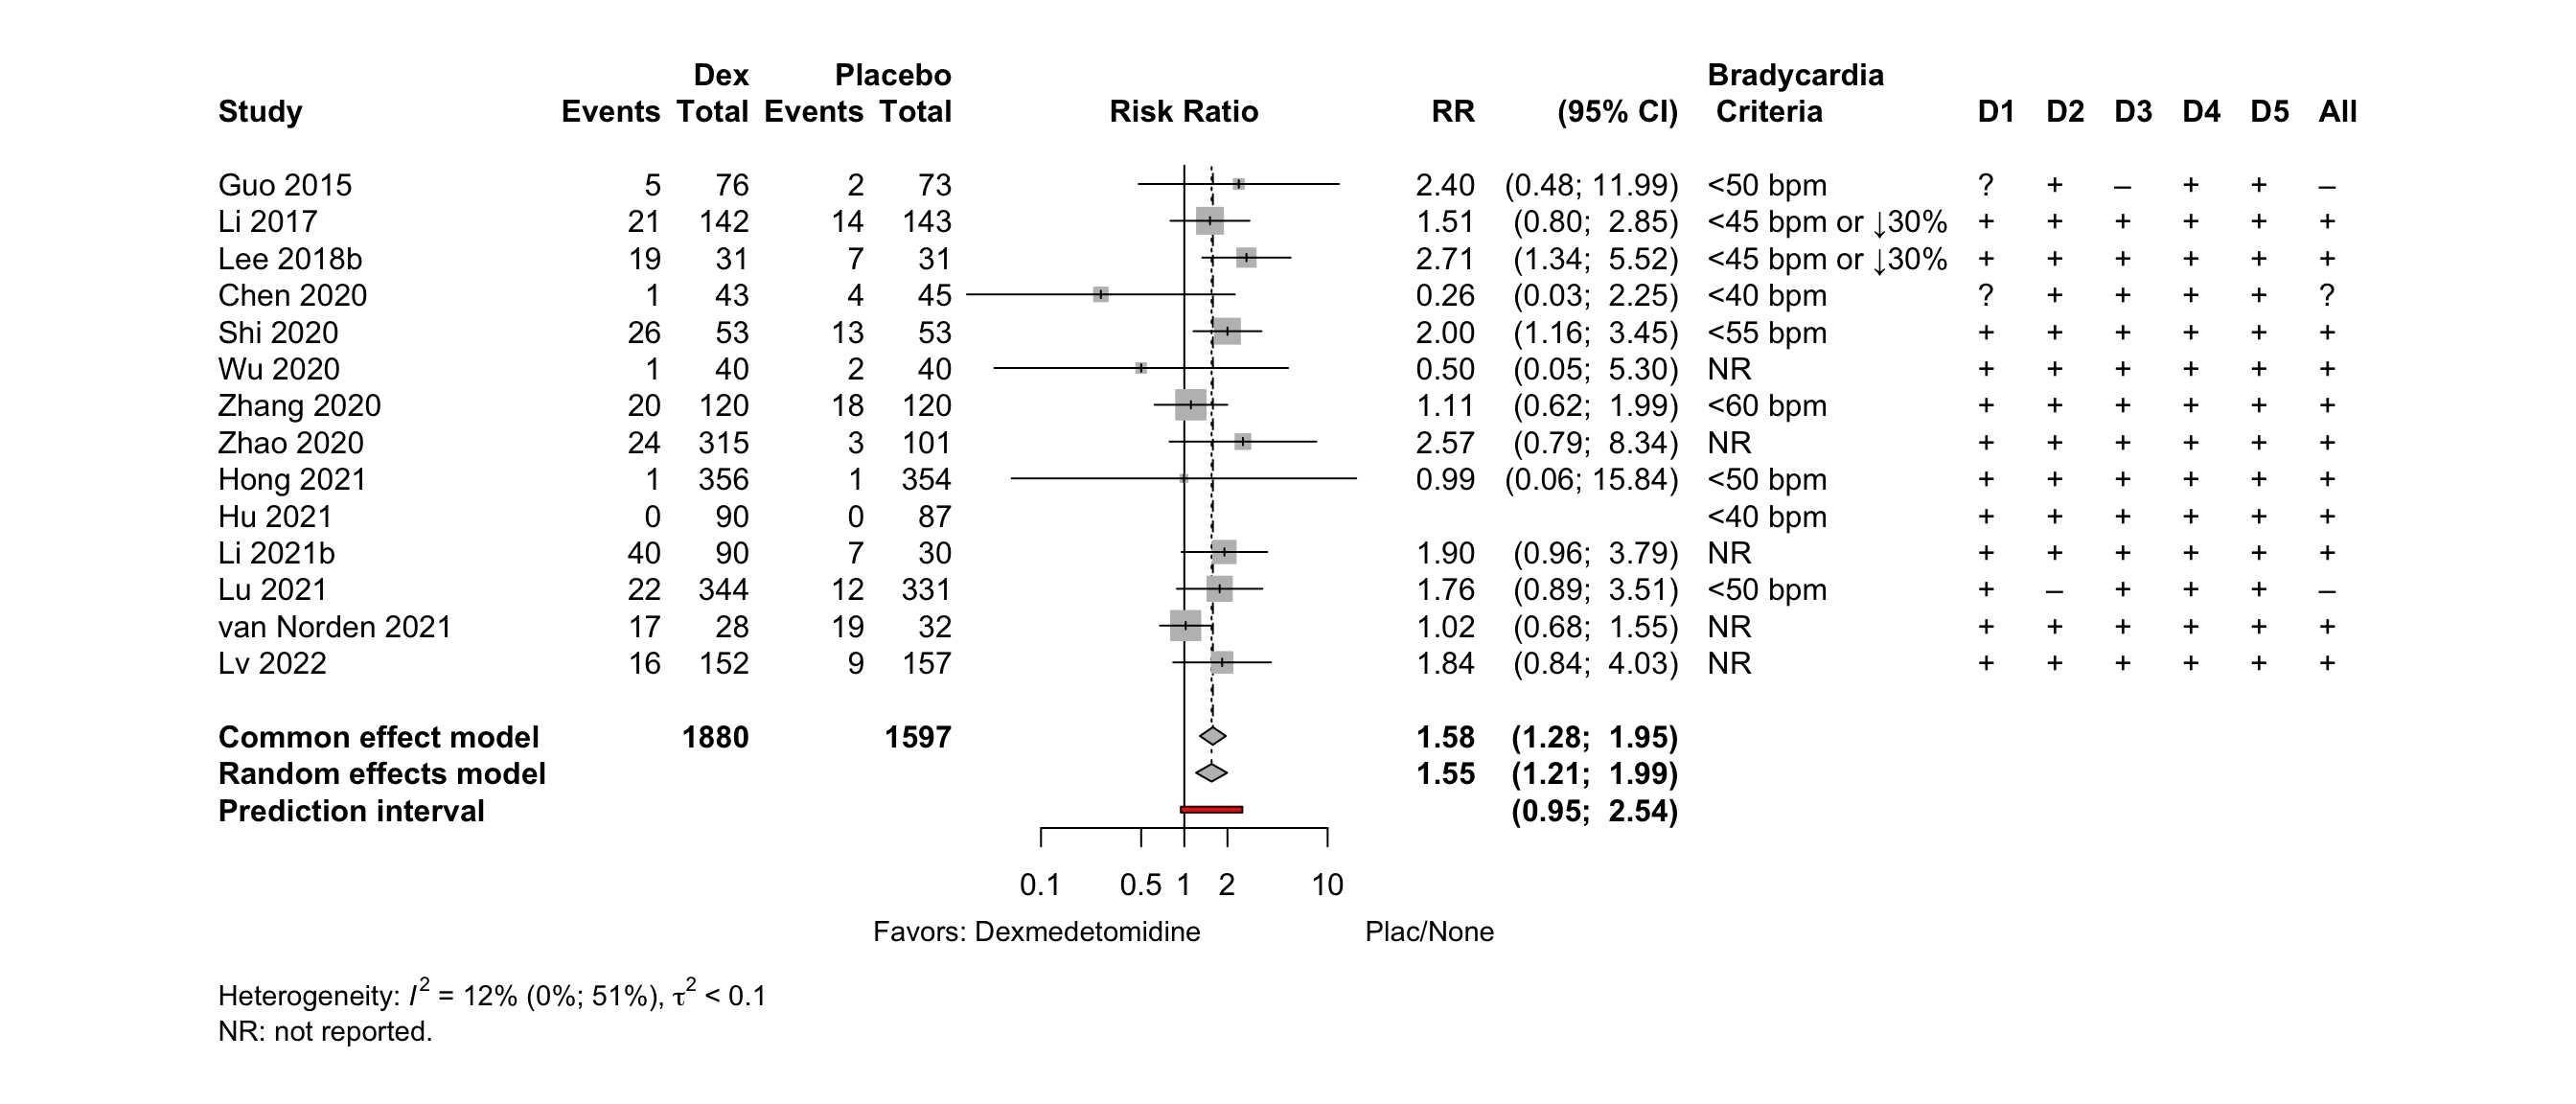 Dex Placebo Bradycardia
Study Events Total Events Total Risk Ratio RR (95% CI) Criteria D1 D2 D3 D4 D5 All
Guo 2015 5 76 2 73 2.40 (0.48; 11.99) <50 bpm ? + – + + –
Li 2017 21 142 14 143 1.51 (0.80; 2.85) <45 bpm or ↓30% + + + + + +
Lee 2018b 19 31 7 31 2.71 (1.34; 5.52) <45 bpm or ↓30% + + + + + +
Chen 2020 1 43 4 45 0.26 (0.03; 2.25) <40 bpm ? + + + + ?
Shi 2020 26 53 13 53 2.00 (1.16; 3.45) <55 bpm + + + + + +
Wu 2020 1 40 2 40 0.50 (0.05; 5.30) NR + + + + + +
Zhang 2020 20 120 18 120 1.11 (0.62; 1.99) <60 bpm + + + + + +
Zhao 2020 24 315 3 101 2.57 (0.79; 8.34) NR + + + + + +
Hong 2021 1 356 1 354 0.99 (0.06; 15.84) <50 bpm + + + + + +
Hu 2021 0 90 0 87 <40 bpm + + + + + +
Li 2021b 40 90 7 30 1.90 (0.96; 3.79) NR + + + + + +
Lu 2021 22 344 12 331 1.76 (0.89; 3.51) <50 bpm + – + + + –
van Norden 2021 17 28 19 32 1.02 (0.68; 1.55) NR + + + + + +
Lv 2022 16 152 9 157 1.84 (0.84; 4.03) NR + + + + + +
Common effect model 1880 1597 1.58 (1.28; 1.95)
Random effects model 1.55 (1.21; 1.99)
Prediction interval (0.95; 2.54)
0.1 0.5 1 2 10
Favors: Dexmedetomidine Plac/None
Heterogeneity: I² = 12% (0%; 51%), τ² < 0.1
NR: not reported.